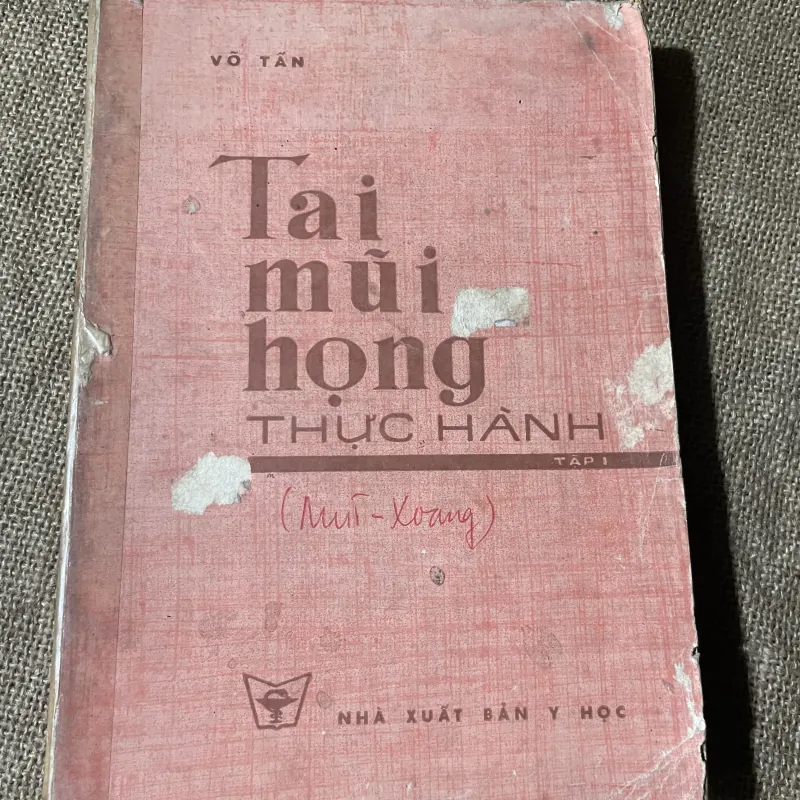 VÕ TẤN
Tai
mũi
họng
THỰC HÀNH
TẬP I
(Mũi - Xoang)
NHÀ XUẤT BẢN Y HỌC